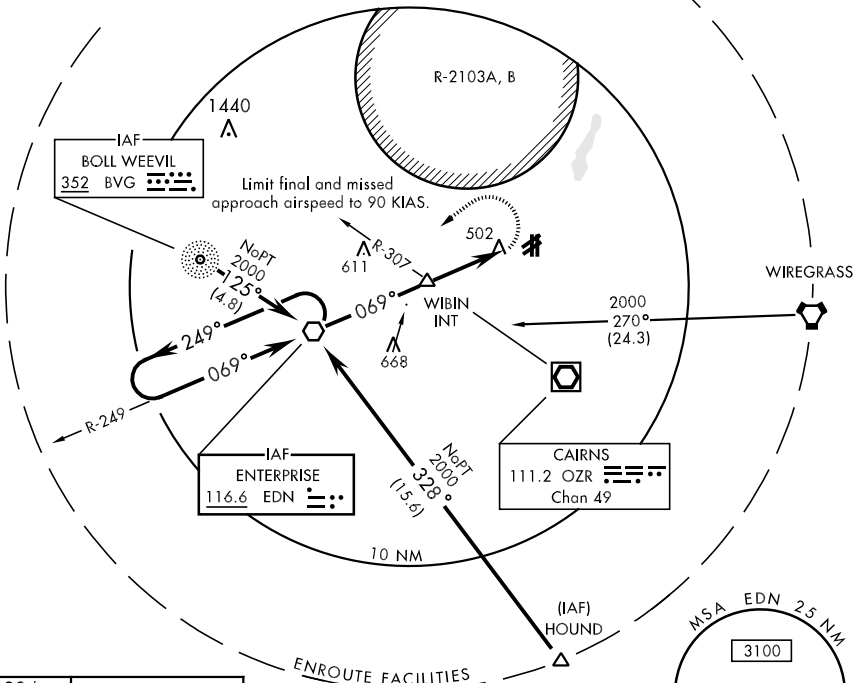 R-2103A, B
1440
IAF
BOLL WEEVIL
352 BVG
Limit final and missed
approach airspeed to 90 KIAS.
NoPT
2000
125°
(4.8)
611
R-307
502
WIREGRASS
069°
WIBIN
INT
2000
270°
(24.3)
249°
069°
668
R-249
IAF
ENTERPRISE
116.6 EDN
NoPT
2000
328°
(15.6)
CAIRNS
111.2 OZR
Chan 49
10 NM
(IAF)
HOUND
ENROUTE FACILITIES
MSA EDN 25 NM
3100